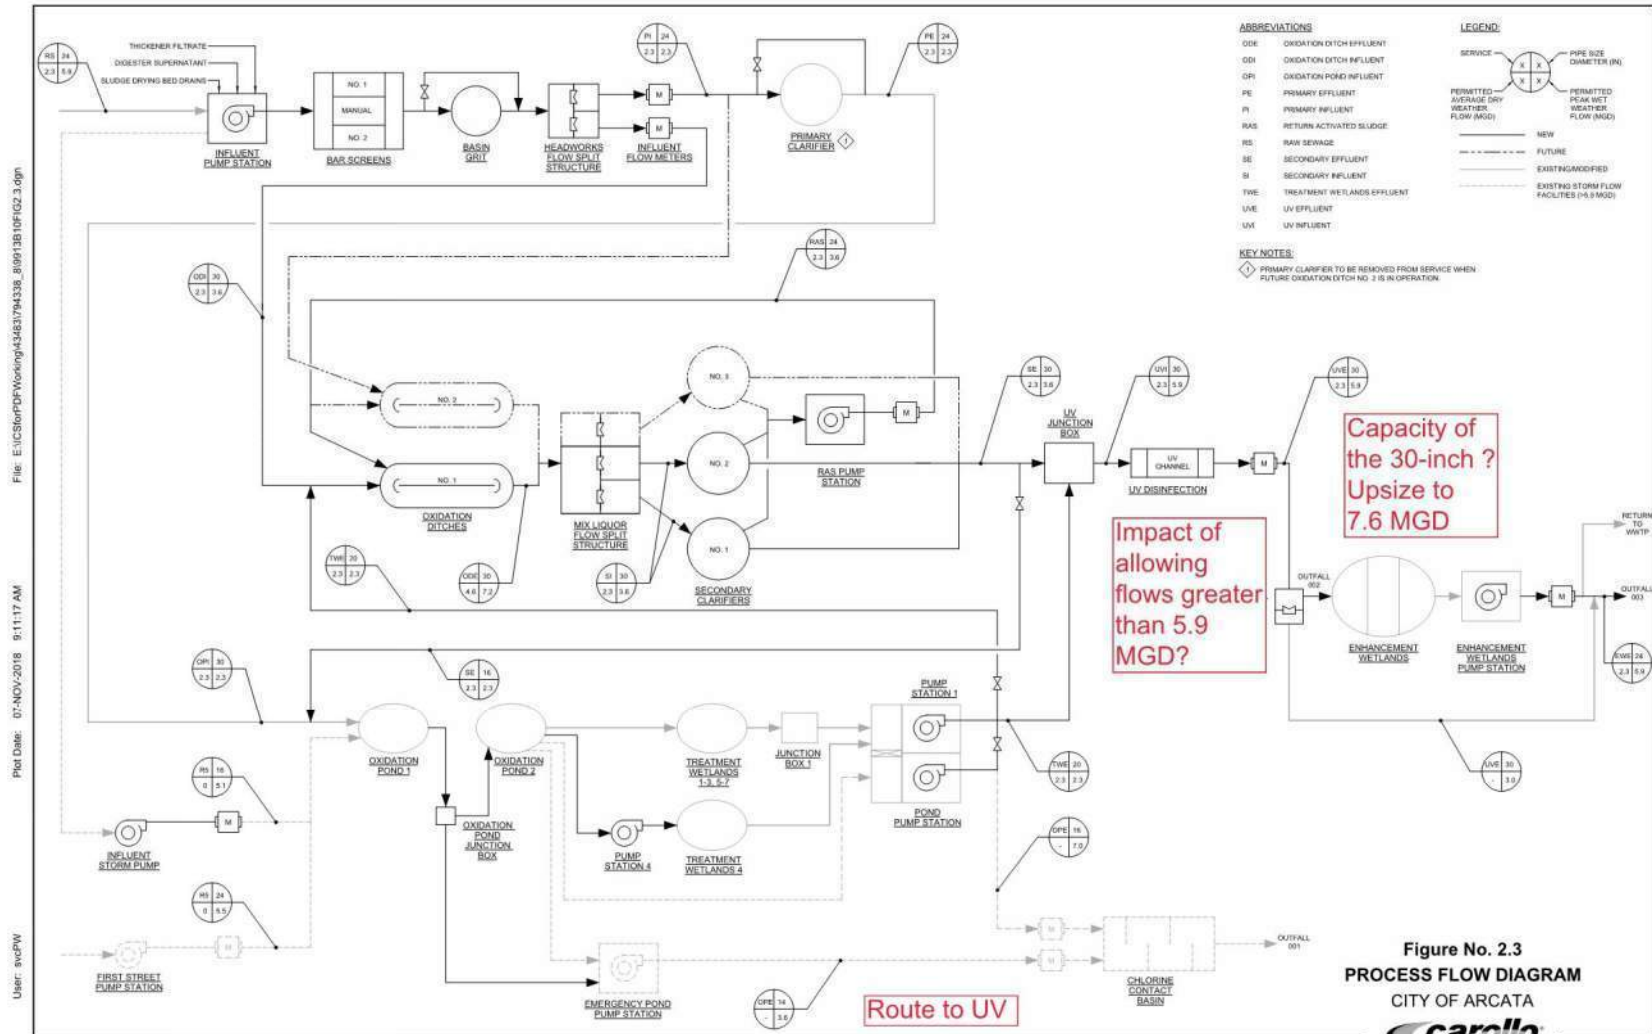 File: E:\ICSforPDFWorking\43483\794338_8\9913B10FIG2.3.dgn
Plot Date: 07-NOV-2018 9:11:17 AM
User: svcPW
RS 24
2.3 5.9
THICKENER FILTRATE
DIGESTER SUPERNATANT
SLUDGE DRYING BED DRAINS
INFLUENT
PUMP STATION
NO. 1
MANUAL
NO. 2
BAR SCREENS
BASIN
GRIT
HEADWORKS
FLOW SPLIT
STRUCTURE
M
M
INFLUENT
FLOW METERS
PI 24
2.3 2.3
PRIMARY
CLARIFIER 1
PE 24
2.3 2.3
ABBREVIATIONS
ODE OXIDATION DITCH EFFLUENT
ODI OXIDATION DITCH INFLUENT
OPI OXIDATION POND INFLUENT
PE PRIMARY EFFLUENT
PI PRIMARY INFLUENT
RAS RETURN ACTIVATED SLUDGE
RS RAW SEWAGE
SE SECONDARY EFFLUENT
SI SECONDARY INFLUENT
TWE TREATMENT WETLANDS EFFLUENT
UVE UV EFFLUENT
UVI UV INFLUENT
LEGEND:
SERVICE
X X
X X
PIPE SIZE
DIAMETER (IN)
PERMITTED
AVERAGE DRY
WEATHER
FLOW (MGD)
PERMITTED
PEAK WET
WEATHER
FLOW (MGD)
NEW
FUTURE
EXISTING/MODIFIED
EXISTING STORM FLOW
FACILITIES (>5.9 MGD)
KEY NOTES:
1 PRIMARY CLARIFIER TO BE REMOVED FROM SERVICE WHEN
FUTURE OXIDATION DITCH NO. 2 IS IN OPERATION.
ODI 30
2.3 3.6
RAS 24
2.3 3.6
NO. 2
NO. 1
OXIDATION
DITCHES
MIX LIQUOR
FLOW SPLIT
STRUCTURE
NO. 3
NO. 2
NO. 1
SECONDARY
CLARIFIERS
M
RAS PUMP
STATION
SE 30
2.3 3.6
UV
JUNCTION
BOX
UVI 30
2.3 5.9
UV
CHANNEL
UV DISINFECTION
M
UVE 30
2.3 5.9
Capacity of
the 30-inch ?
Upsize to
7.6 MGD
Impact of
allowing
flows greater
than 5.9
MGD?
TWE 20
2.3 2.3
ODE 30
4.6 7.2
SI 30
2.3 3.6
OUTFALL
002
ENHANCEMENT
WETLANDS
ENHANCEMENT
WETLANDS
PUMP STATION
M
RETURN
TO
WWTP
OUTFALL
003
EWE 24
2.3 5.9
OPI 30
2.3 2.3
SE 16
2.3 2.3
OXIDATION
POND 1
OXIDATION
POND 2
OXIDATION
POND
JUNCTION
BOX
TREATMENT
WETLANDS
1-3, 5-7
JUNCTION
BOX 1
PUMP
STATION 1
POND
PUMP STATION
TWE 20
2.3 2.3
UVE 30
- 3.0
RS 16
0 5.1
M
INFLUENT
STORM PUMP
PUMP
STATION 4
TREATMENT
WETLANDS 4
OPE 16
- 7.0
RS 24
0 5.5
M
FIRST STREET
PUMP STATION
EMERGENCY POND
PUMP STATION
OPE 14
- 3.6
Route to UV
M
M
CHLORINE
CONTACT
BASIN
OUTFALL
001
Figure No. 2.3
PROCESS FLOW DIAGRAM
CITY OF ARCATA
carollo